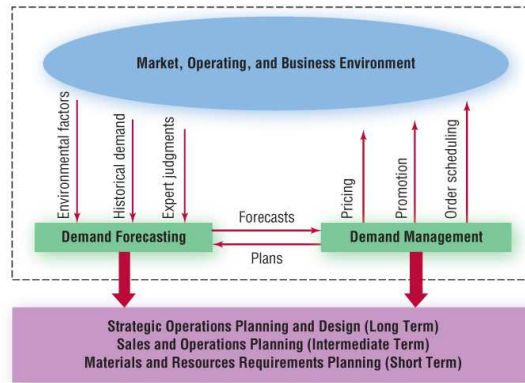 Market, Operating, and Business Environment
Environmental factors
Historical demand
Expert judgments
Pricing
Promotion
Order scheduling
Forecasts
Demand Forecasting
Demand Management
Plans
Strategic Operations Planning and Design (Long Term)
Sales and Operations Planning (Intermediate Term)
Materials and Resources Requirements Planning (Short Term)